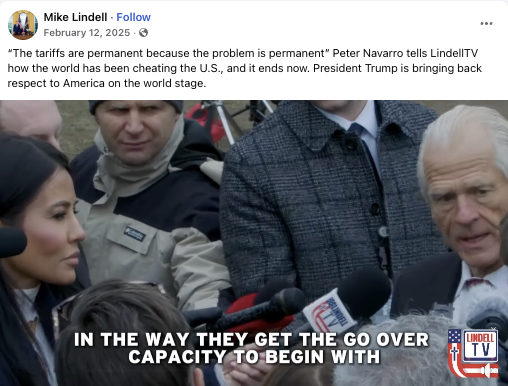 Mike Lindell · Follow
February 12, 2025 ·
“The tariffs are permanent because the problem is permanent” Peter Navarro tells LindellTV
how the world has been cheating the U.S., and it ends now. President Trump is bringing back
respect to America on the world stage.
LINDELL
TV
IN THE WAY THEY GET THE GO OVER
CAPACITY TO BEGIN WITH
LINDELL
TV